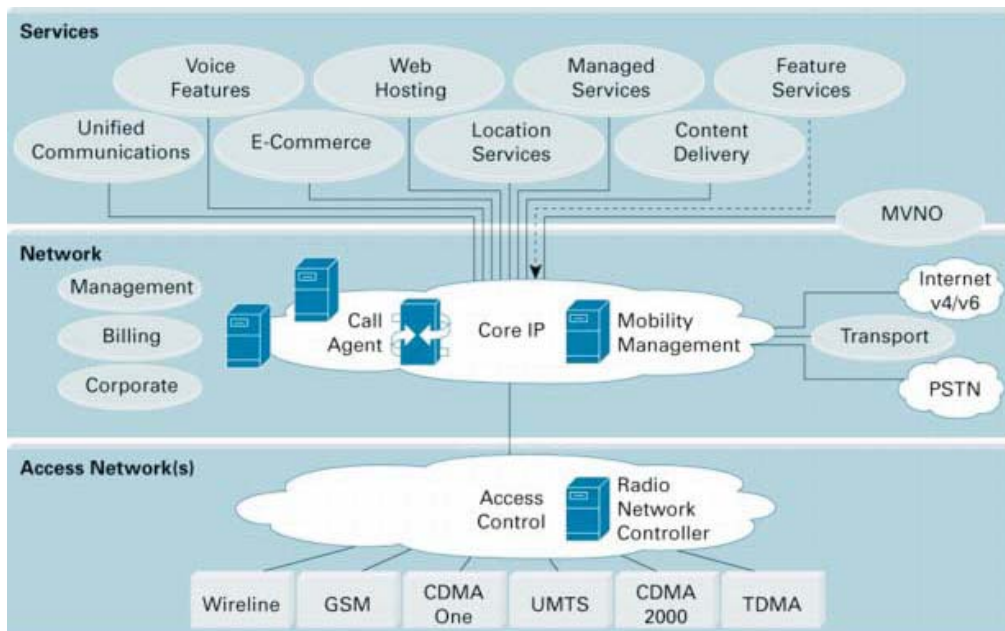 Services
Voice
Features
Web
Hosting
Managed
Services
Feature
Services
Unified
Communications
E-Commerce
Location
Services
Content
Delivery
MVNO
Network
Management
Billing
Corporate
Call
Agent
Core IP
Mobility
Management
Internet
v4/v6
Transport
PSTN
Access Network(s)
Access
Control
Radio
Network
Controller
Wireline
GSM
CDMA
One
UMTS
CDMA
2000
TDMA